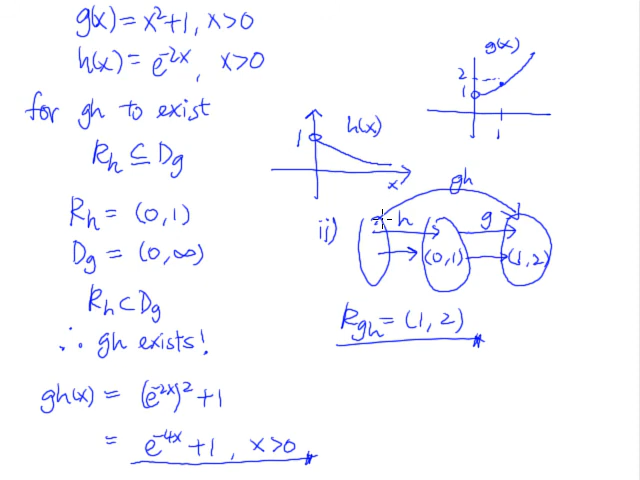 g(x) = x²+1, x>0
h(x) = e^{-2x}, x>0
for gh to exist
R_h ⊆ D_g
R_h = (0,1)
D_g = (0,∞)
R_h ⊂ D_g
∴ gh exists!
gh(x) = (e^{-2x})² + 1
= e^{-4x} + 1, x>0
g(x)
2
1
1
h(x)
1
x
gh
ii) h g
(0,1) (1,2)
R_gh = (1,2)